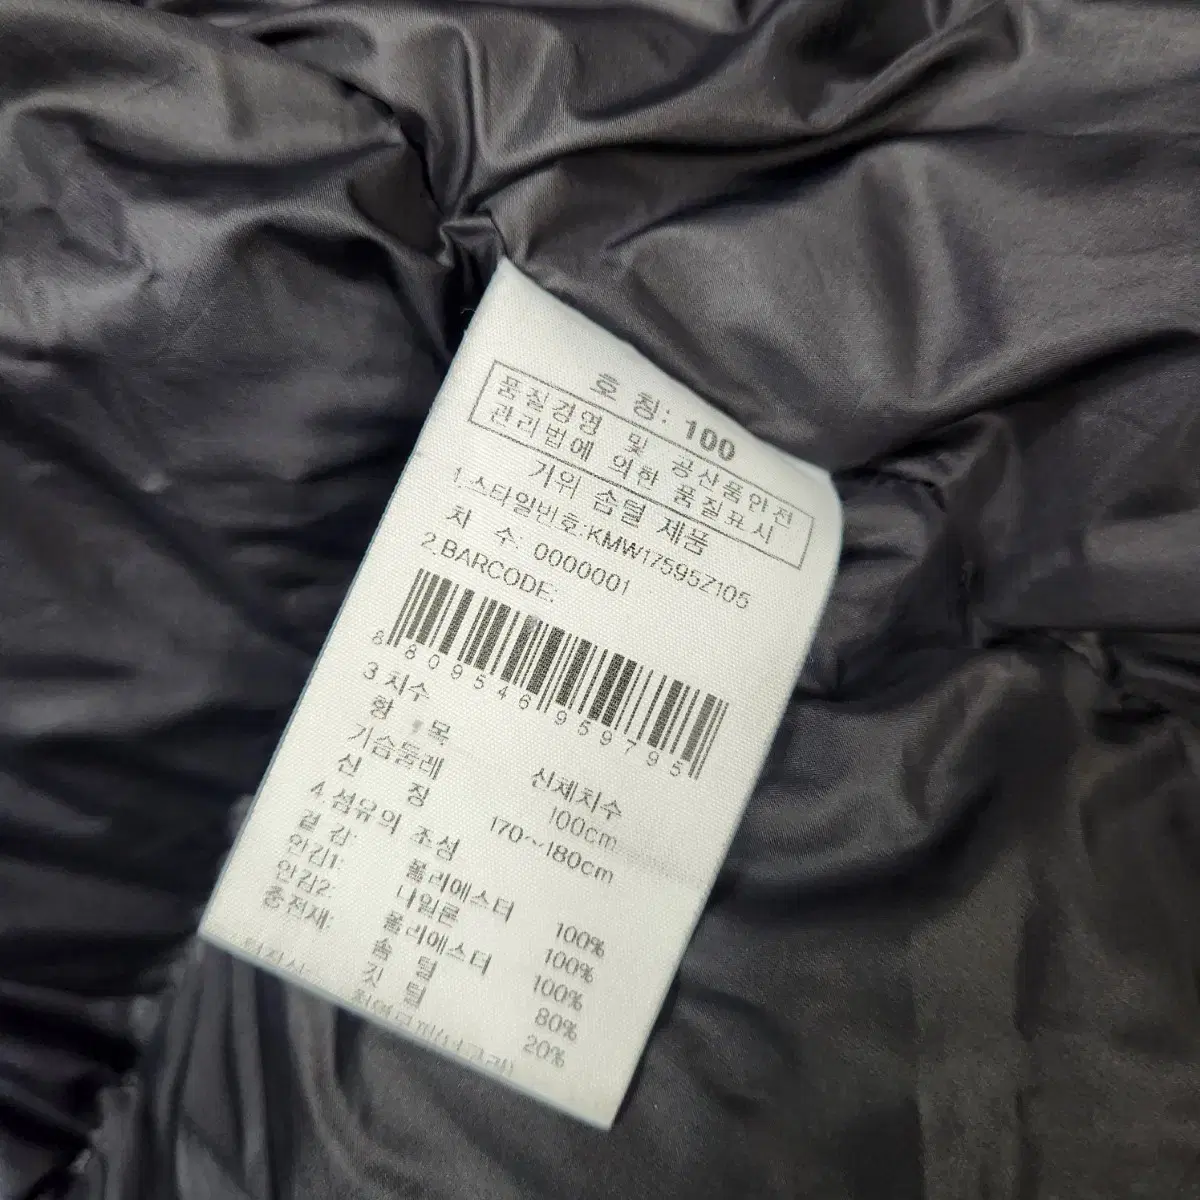 호 칭: 100
품질경영 및 공산품안전
관리법에 의한 품질표시
거위 솜털 제품
1.스타일번호:KMW17595Z105
차 수: 0000001
2.BARCODE:
8 809546 959795
3 치수
항 목 신체치수
가슴둘레 100cm
신 장 170~180cm
4.섬유의 조성
겉 감: 폴리에스터 100%
안감1: 나일론 100%
안감2: 폴리에스터 100%
충전재: 솜 털 80%
깃 털 20%